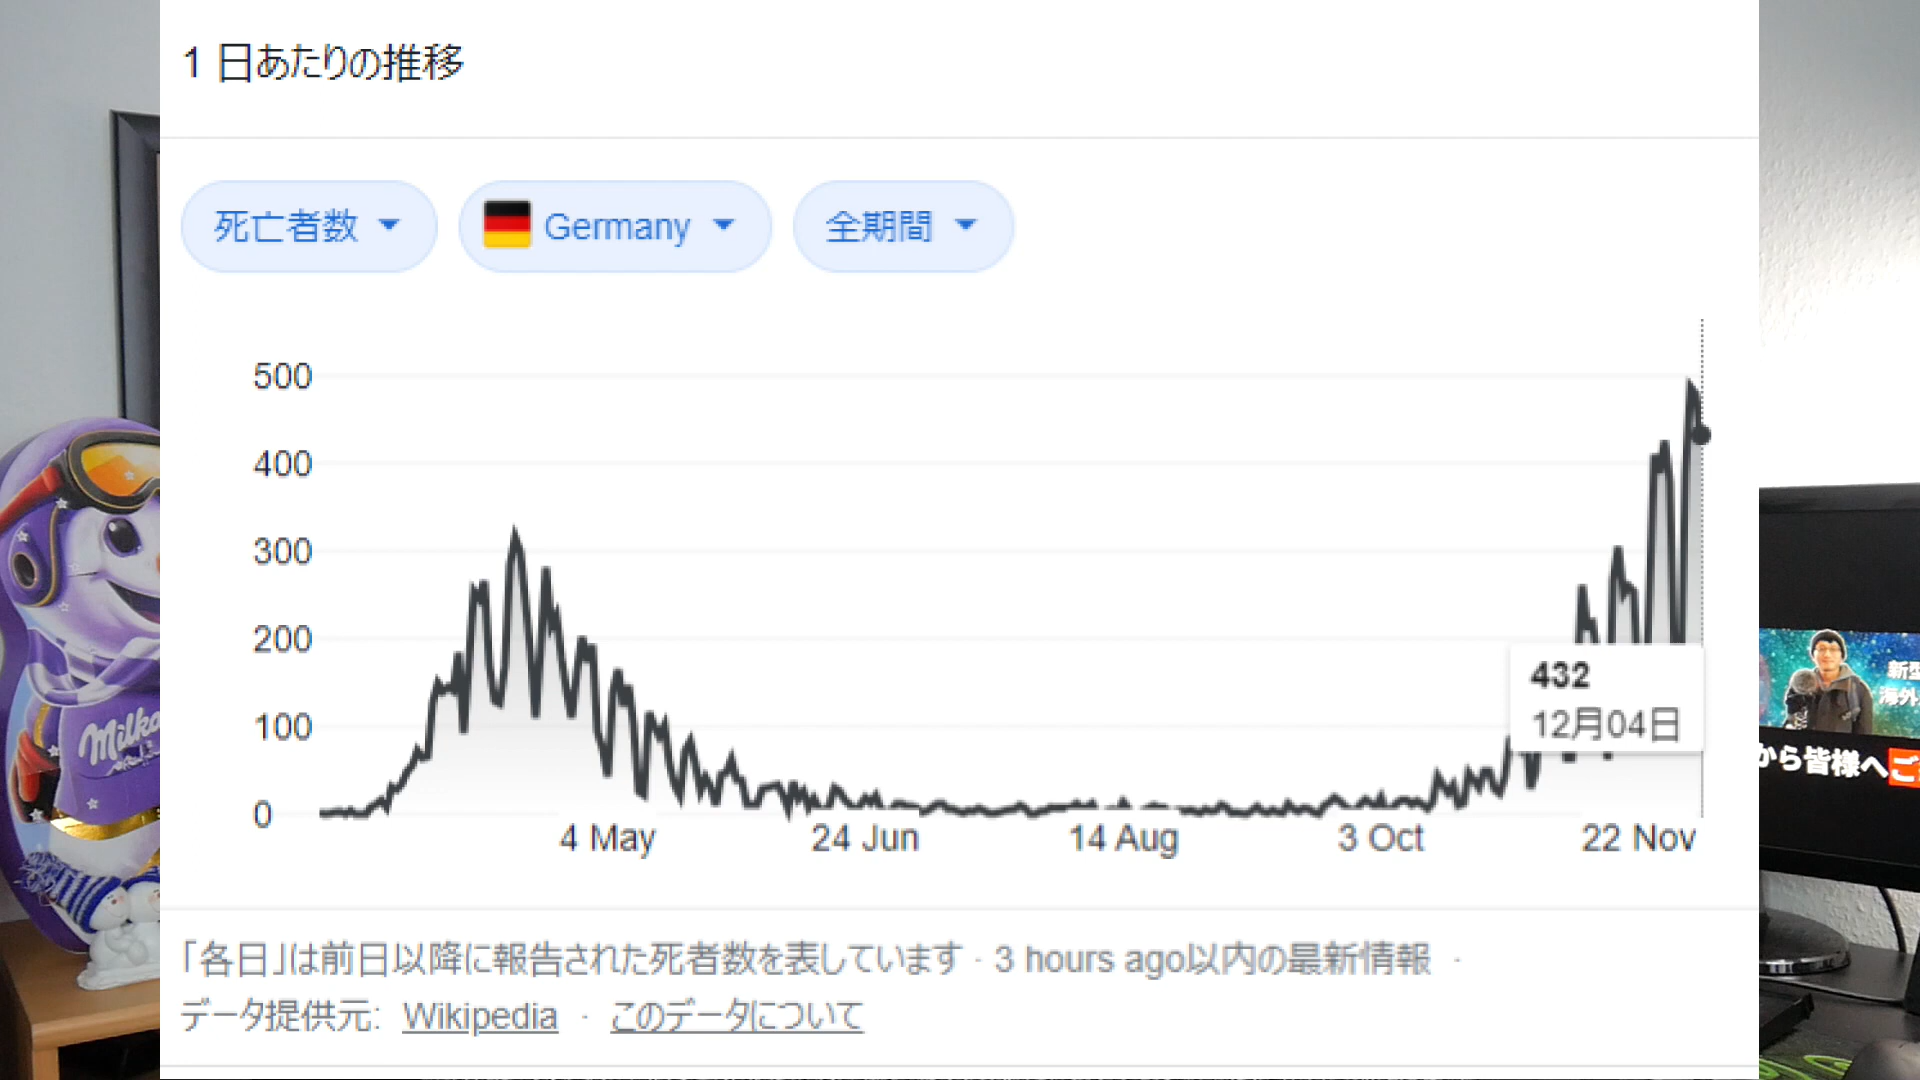 1 日あたりの推移
死亡者数
Germany
全期間
500
400
300
200
100
0
432
12月04日
4 May
24 Jun
14 Aug
3 Oct
22 Nov
「各日」は前日以降に報告された死者数を表しています · 3 hours ago以内の最新情報 ·
データ提供元: Wikipedia · このデータについて
Milka
新型
海外
から皆様へご